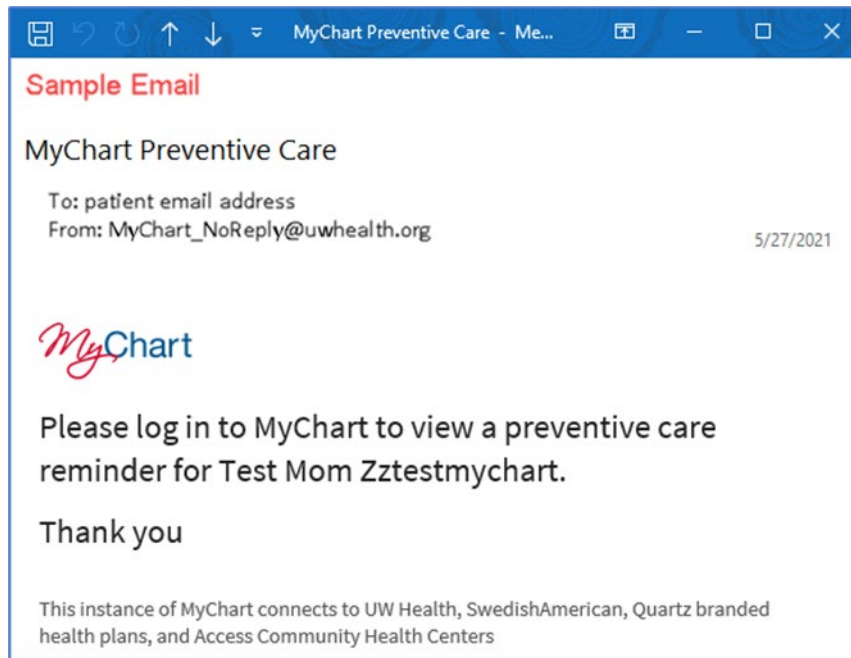 MyChart Preventive Care - Me...
Sample Email
MyChart Preventive Care
To: patient email address
From: MyChart_NoReply@uwhealth.org
5/27/2021
MyChart
Please log in to MyChart to view a preventive care
reminder for Test Mom Zztestmychart.
Thank you
This instance of MyChart connects to UW Health, SwedishAmerican, Quartz branded
health plans, and Access Community Health Centers